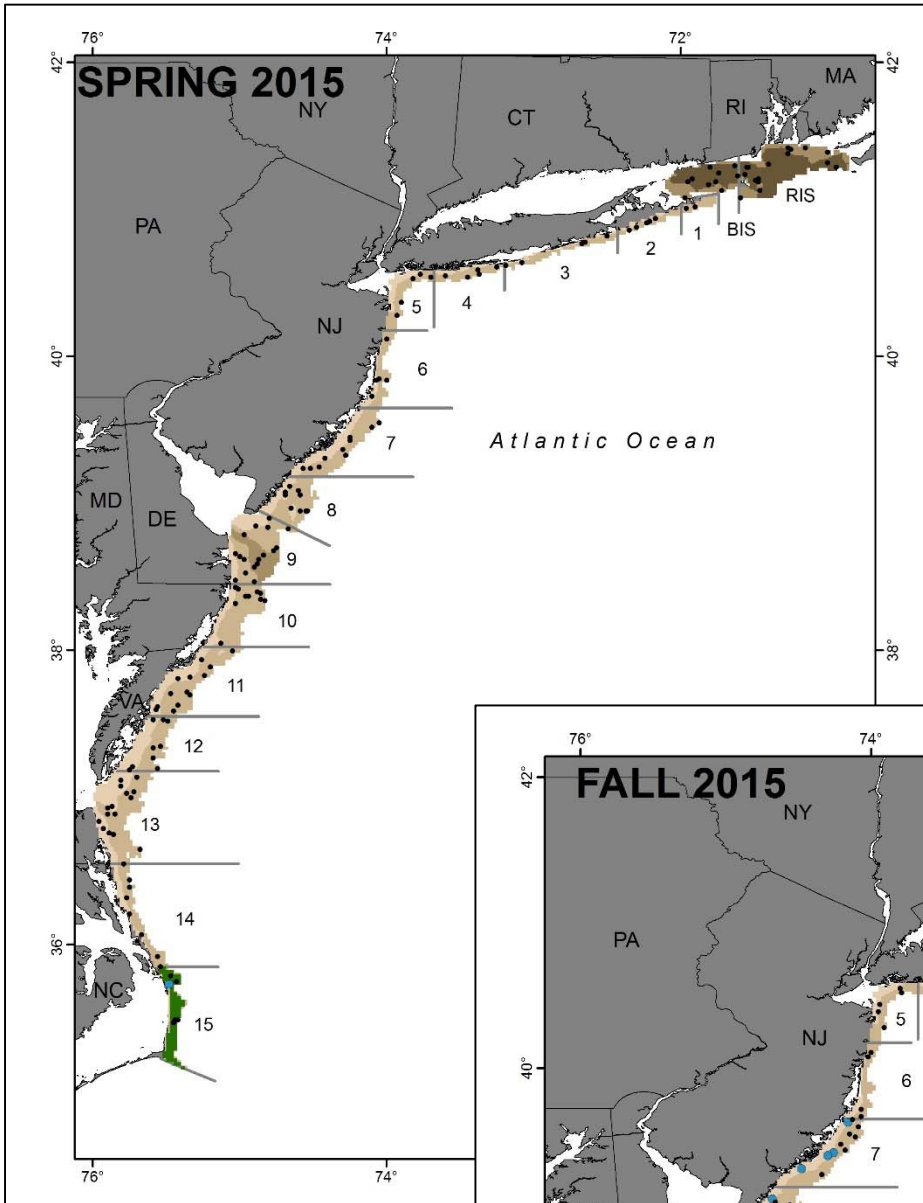 76° 74° 72°
42° 42°
SPRING 2015
NY CT RI MA
PA
RIS
BIS
1
2
3
4
5
NJ
40° 40°
6
Atlantic Ocean
7
MD
DE
8
9
10
38° 38°
11
VA
12
13
14
36°
NC
15
76° 74°
76° 74°
42°
FALL 2015
NY
PA
5
NJ
40°
6
7